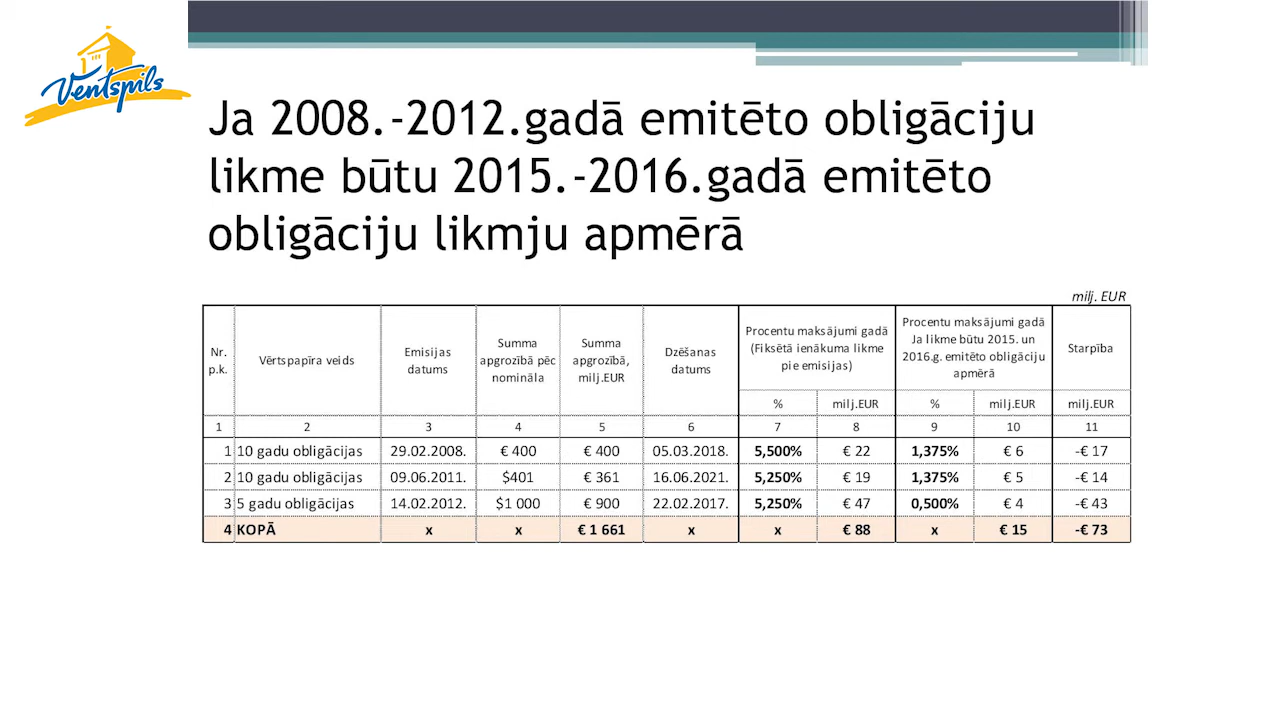 Ventspils
Ja 2008.-2012.gadā emitēto obligāciju
likme būtu 2015.-2016.gadā emitēto
obligāciju likmju apmērā
milj. EUR
Nr. p.k. Vērtspapīra veids Emisijas datums Summa apgrozībā pēc nomināla Summa apgrozībā, milj.EUR Dzēšanas datums Procentu maksājumi gadā (Fiksētā ienākuma likme pie emisijas) Procentu maksājumi gadā Ja likme būtu 2015. un 2016.g. emitēto obligāciju apmērā Starpība
% milj.EUR % milj.EUR milj.EUR
1 2 3 4 5 6 7 8 9 10 11
1 10 gadu obligācijas 29.02.2008. € 400 € 400 05.03.2018. 5,500% € 22 1,375% € 6 -€ 17
2 10 gadu obligācijas 09.06.2011. $401 € 361 16.06.2021. 5,250% € 19 1,375% € 5 -€ 14
3 5 gadu obligācijas 14.02.2012. $1 000 € 900 22.02.2017. 5,250% € 47 0,500% € 4 -€ 43
4 KOPĀ x x € 1 661 x x € 88 x € 15 -€ 73